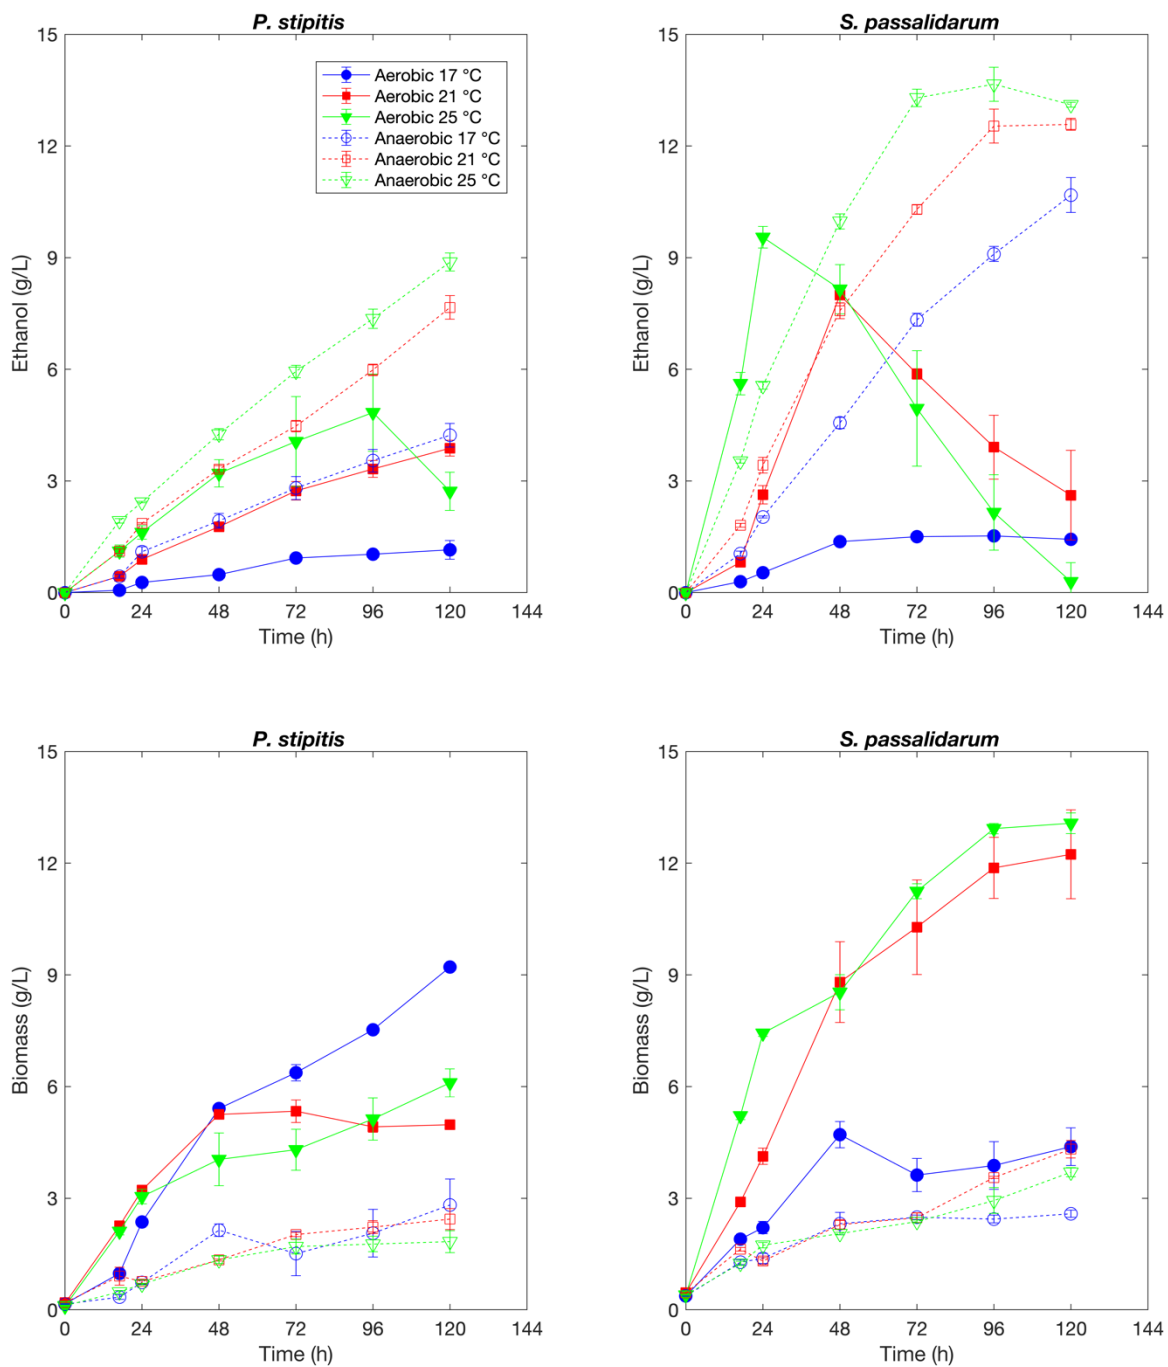 P. stipitis
15
12
9
6
3
0
Ethanol (g/L)
Aerobic 17 °C
Aerobic 21 °C
Aerobic 25 °C
Anaerobic 17 °C
Anaerobic 21 °C
Anaerobic 25 °C
0 24 48 72 96 120 144
Time (h)
S. passalidarum
15
12
9
6
3
0
Ethanol (g/L)
0 24 48 72 96 120 144
Time (h)
P. stipitis
15
12
9
6
3
0
Biomass (g/L)
0 24 48 72 96 120 144
Time (h)
S. passalidarum
15
12
9
6
3
0
Biomass (g/L)
0 24 48 72 96 120 144
Time (h)